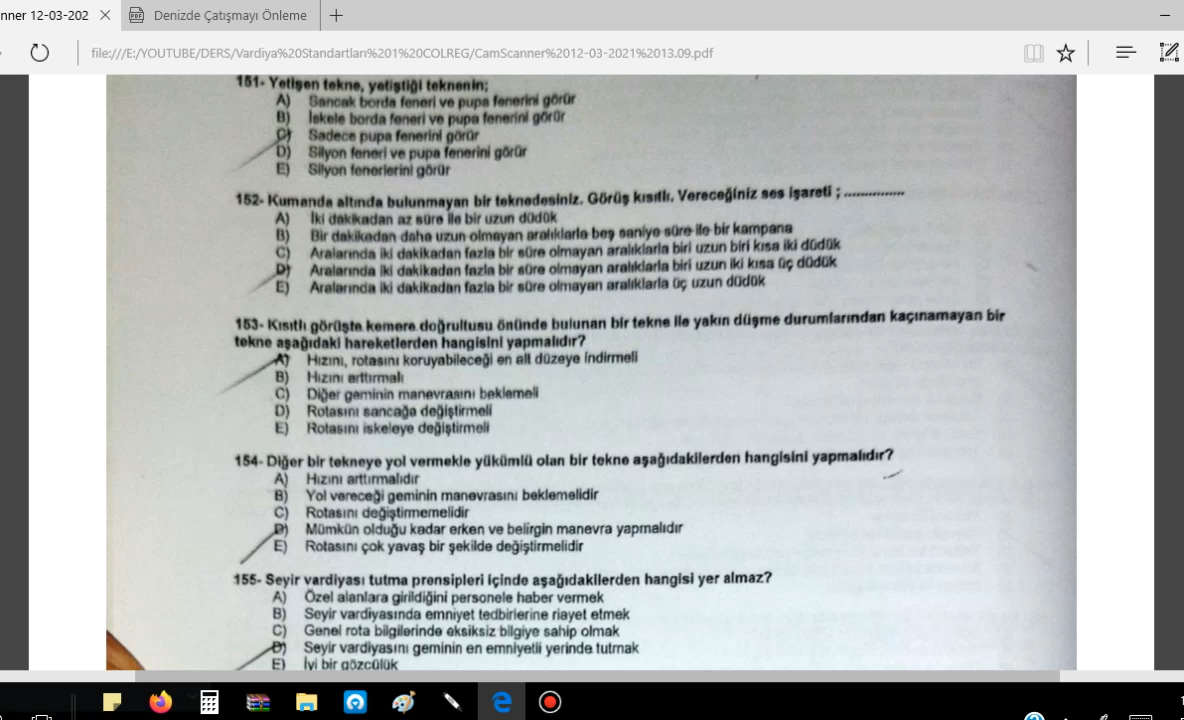 nner 12-03-202
Denizde Çatışmayı Önleme
file:///E:/YOUTUBE/DERS/Vardiya%20Standartları%201%20COLREG/CamScanner%2012-03-2021%2013.09.pdf
151- Yetişen tekne, yetiştiği teknenin;
A) Sancak borda feneri ve pupa fenerini görür
B) İskele borda feneri ve pupa fenerini görür
C) Sadece pupa fenerini görür
D) Silyon feneri ve pupa fenerini görür
E) Silyon fenerlerini görür
152- Kumanda altında bulunmayan bir teknedesiniz. Görüş kısıtlı. Vereceğiniz ses işareti ; ..............
A) İki dakikadan az süre ile bir uzun düdük
B) Bir dakikadan daha uzun olmayan aralıklarla beş saniye süre ile bir kampana
C) Aralarında iki dakikadan fazla bir süre olmayan aralıklarla biri uzun biri kısa iki düdük
D) Aralarında iki dakikadan fazla bir süre olmayan aralıklarla biri uzun iki kısa üç düdük
E) Aralarında iki dakikadan fazla bir süre olmayan aralıklarla üç uzun düdük
153- Kısıtlı görüşte kemere doğrultusu önünde bulunan bir tekne ile yakın düşme durumlarından kaçınamayan bir
tekne aşağıdaki hareketlerden hangisini yapmalıdır?
A) Hızını, rotasını koruyabileceği en alt düzeye indirmeli
B) Hızını arttırmalı
C) Diğer geminin manevrasını beklemeli
D) Rotasını sancağa değiştirmeli
E) Rotasını iskeleye değiştirmeli
154- Diğer bir tekneye yol vermekle yükümlü olan bir tekne aşağıdakilerden hangisini yapmalıdır?
A) Hızını arttırmalıdır
B) Yol vereceği geminin manevrasını beklemelidir
C) Rotasını değiştirmemelidir
D) Mümkün olduğu kadar erken ve belirgin manevra yapmalıdır
E) Rotasını çok yavaş bir şekilde değiştirmelidir
155- Seyir vardiyası tutma prensipleri içinde aşağıdakilerden hangisi yer almaz?
A) Özel alanlara girildiğini personele haber vermek
B) Seyir vardiyasında emniyet tedbirlerine riayet etmek
C) Genel rota bilgilerinde eksiksiz bilgiye sahip olmak
D) Seyir vardiyasını geminin en emniyetli yerinde tutmak
E) İyi bir gözcülük